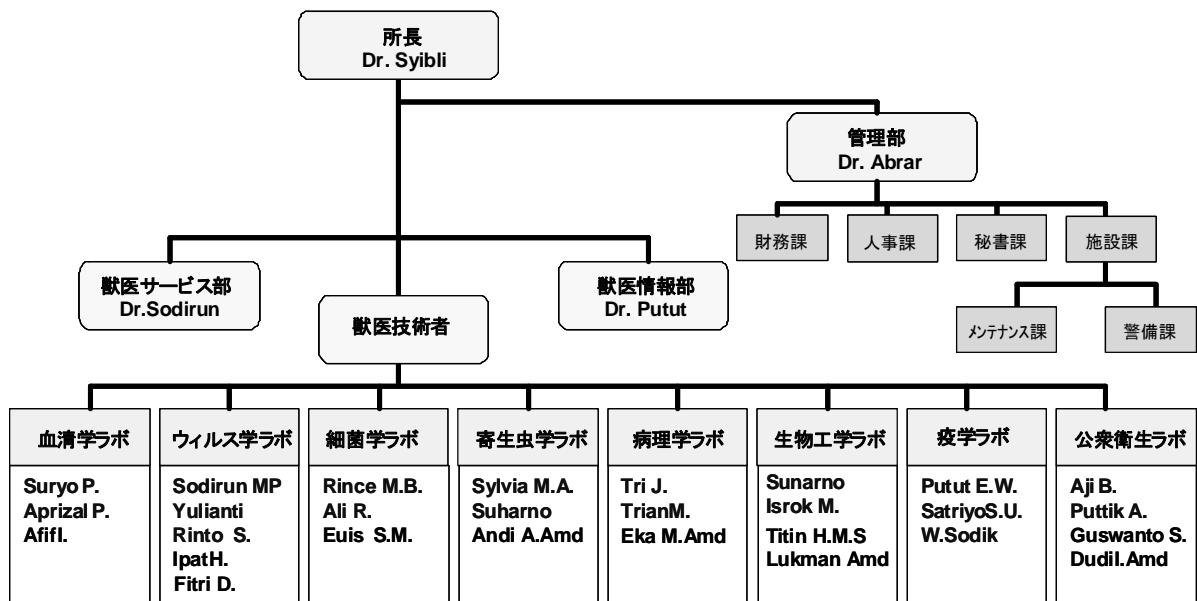 所長
Dr. Syibli
管理部
Dr. Abrar
財務課
人事課
秘書課
施設課
獣医サービス部
Dr.Sodirun
獣医情報部
Dr. Putut
獣医技術者
メンテナンス課
警備課
血清学ラボ
Suryo P.
Aprizal P.
AfifI.
ウィルス学ラボ
Sodirun MP
Yulianti
Rinto S.
IpatH.
Fitri D.
細菌学ラボ
Rince M.B.
Ali R.
Euis S.M.
寄生虫学ラボ
Sylvia M.A.
Suharno
Andi A.Amd
病理学ラボ
Tri J.
TrianM.
Eka M.Amd
生物工学ラボ
Sunarno
Isrok M.
Titin H.M.S
Lukman Amd
疫学ラボ
Putut E.W.
SatriyoS.U.
W.Sodik
公衆衛生ラボ
Aji B.
Puttik A.
Guswanto S.
DudiI.Amd